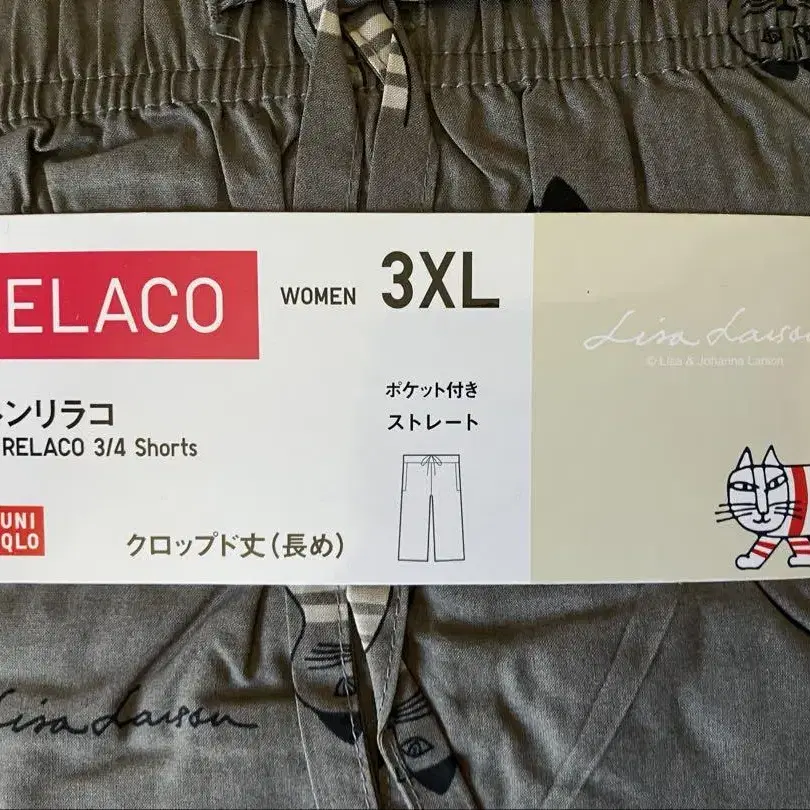 ELACO
WOMEN 3XL
ンリラコ
RELACO 3/4 Shorts
UNI
QLO
クロップド丈(長め)
ポケット付き
ストレート
Lisa Larson
© Lisa & Johanna Larson
Lisa Larson